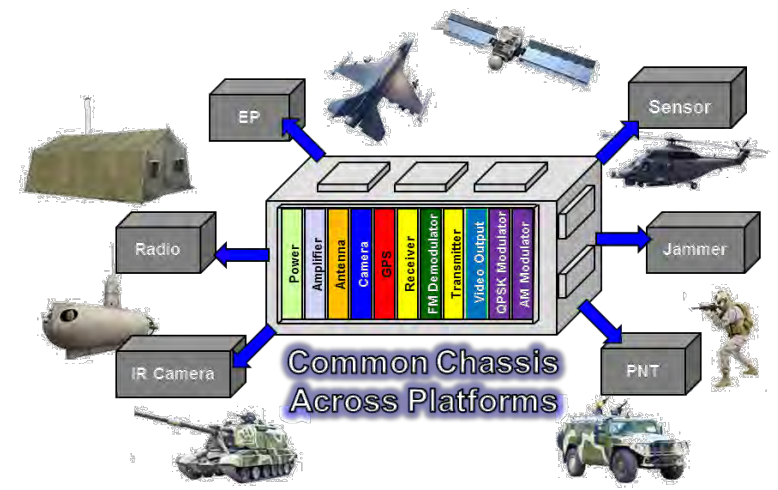 EP
Sensor
Radio
Jammer
IR Camera
PNT
Power
Amplifier
Antenna
Camera
GPS
Receiver
FM Demodulator
Transmitter
Video Output
QPSK Modulator
AM Modulator
Common Chassis
Across Platforms